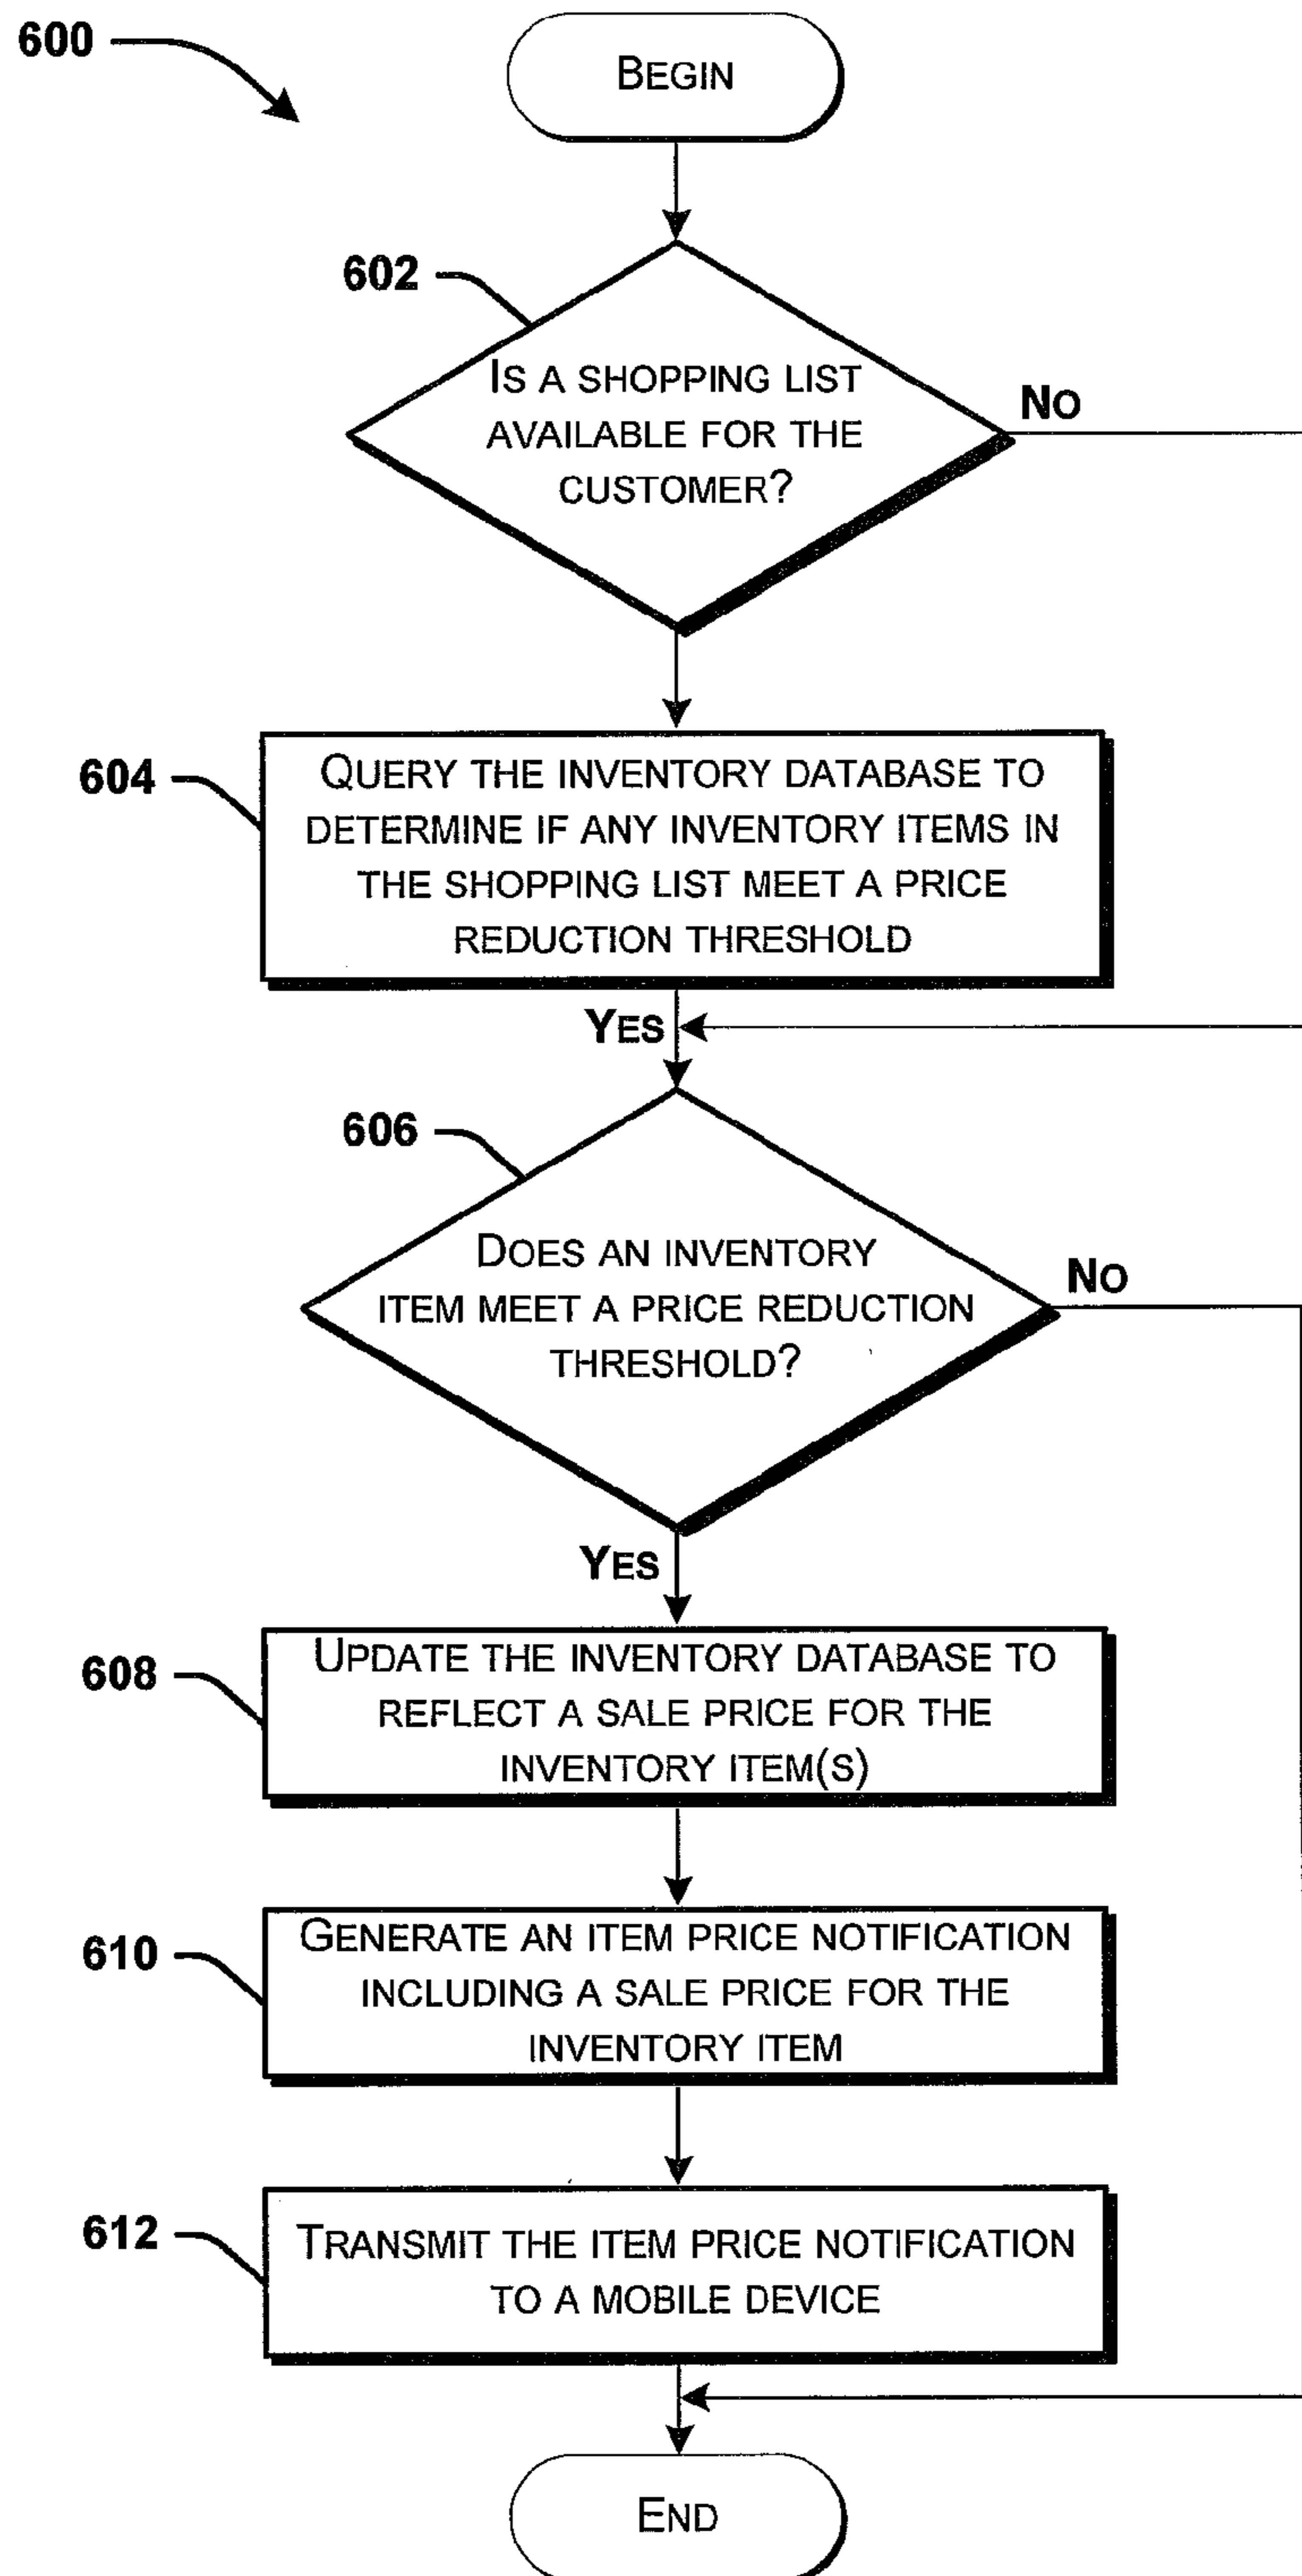 600
BEGIN
602
IS A SHOPPING LIST
AVAILABLE FOR THE
CUSTOMER?
NO
604
QUERY THE INVENTORY DATABASE TO
DETERMINE IF ANY INVENTORY ITEMS IN
THE SHOPPING LIST MEET A PRICE
REDUCTION THRESHOLD
YES
606
DOES AN INVENTORY
ITEM MEET A PRICE REDUCTION
THRESHOLD?
NO
YES
608
UPDATE THE INVENTORY DATABASE TO
REFLECT A SALE PRICE FOR THE
INVENTORY ITEM(S)
610
GENERATE AN ITEM PRICE NOTIFICATION
INCLUDING A SALE PRICE FOR THE
INVENTORY ITEM
612
TRANSMIT THE ITEM PRICE NOTIFICATION
TO A MOBILE DEVICE
END